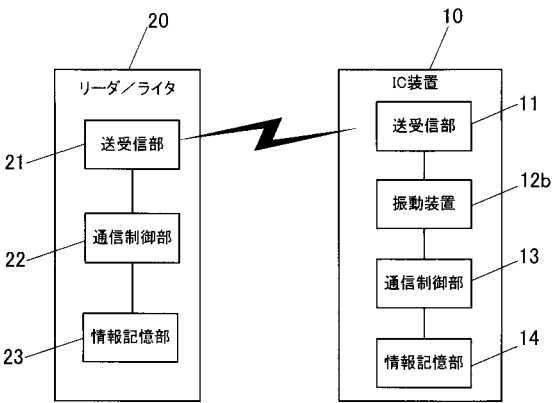 20
リーダ／ライタ
21
送受信部
22
通信制御部
23
情報記憶部
10
IC装置
11
送受信部
12b
振動装置
13
通信制御部
14
情報記憶部